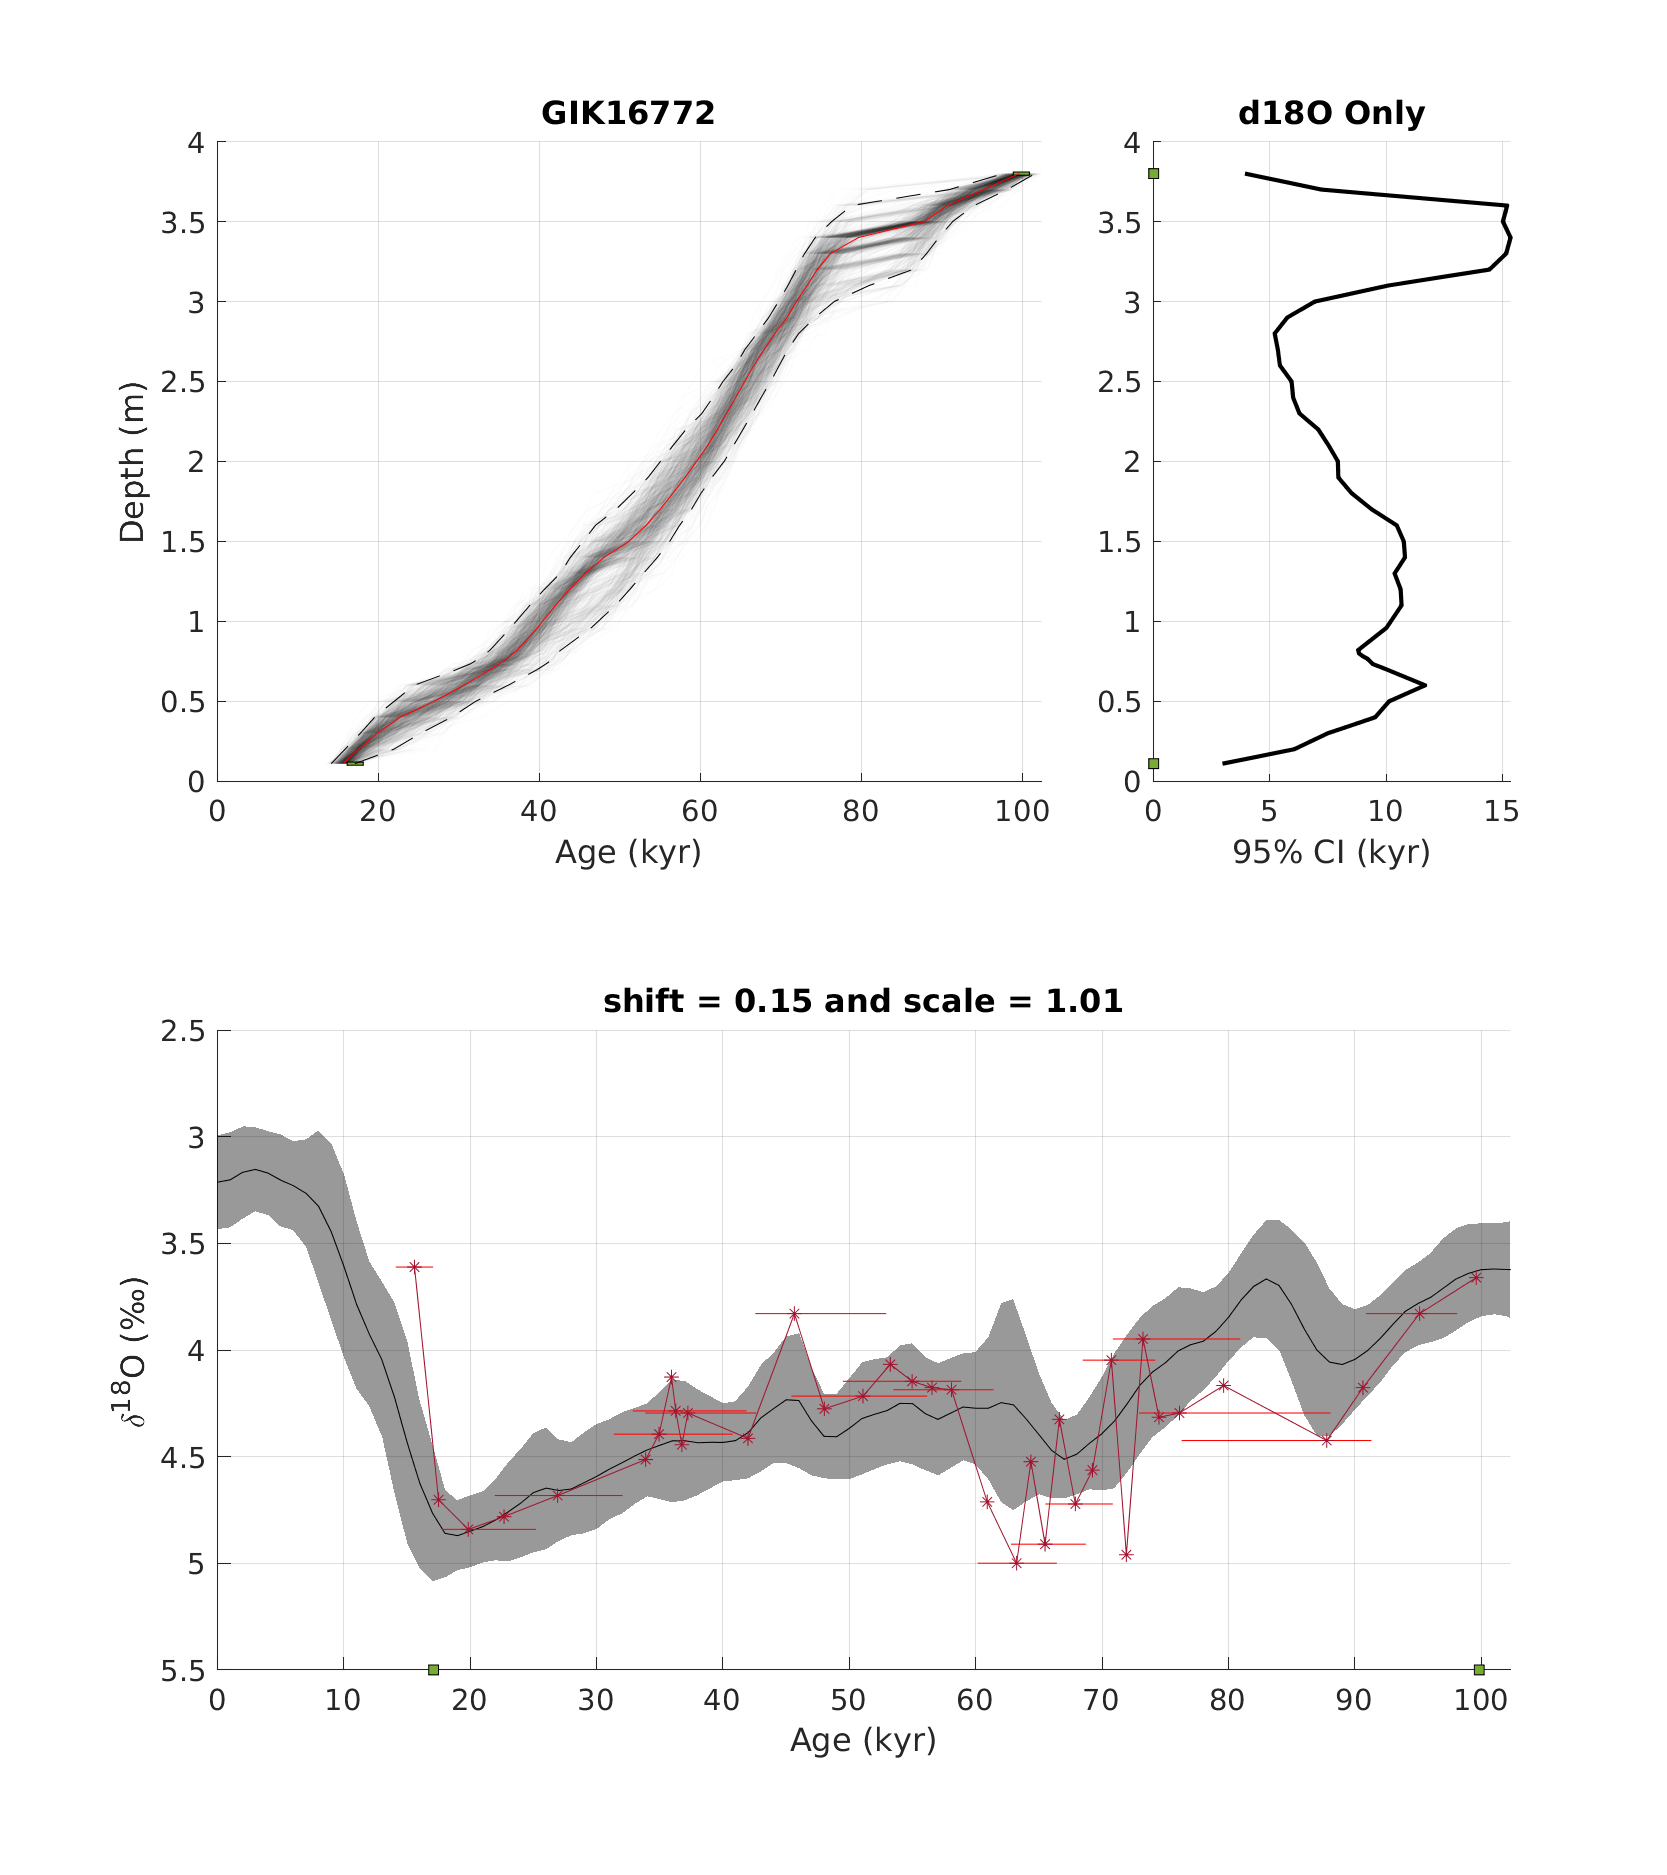 GIK16772
d18O Only
4
3.5
3
2.5
2
1.5
1
0.5
0
Depth (m)
0 20 40 60 80 100
Age (kyr)
4
3.5
3
2.5
2
1.5
1
0.5
0
0 5 10 15
95% CI (kyr)
shift = 0.15 and scale = 1.01
2.5
3
3.5
4
4.5
5
5.5
δ18O (‰)
0 10 20 30 40 50 60 70 80 90 100
Age (kyr)